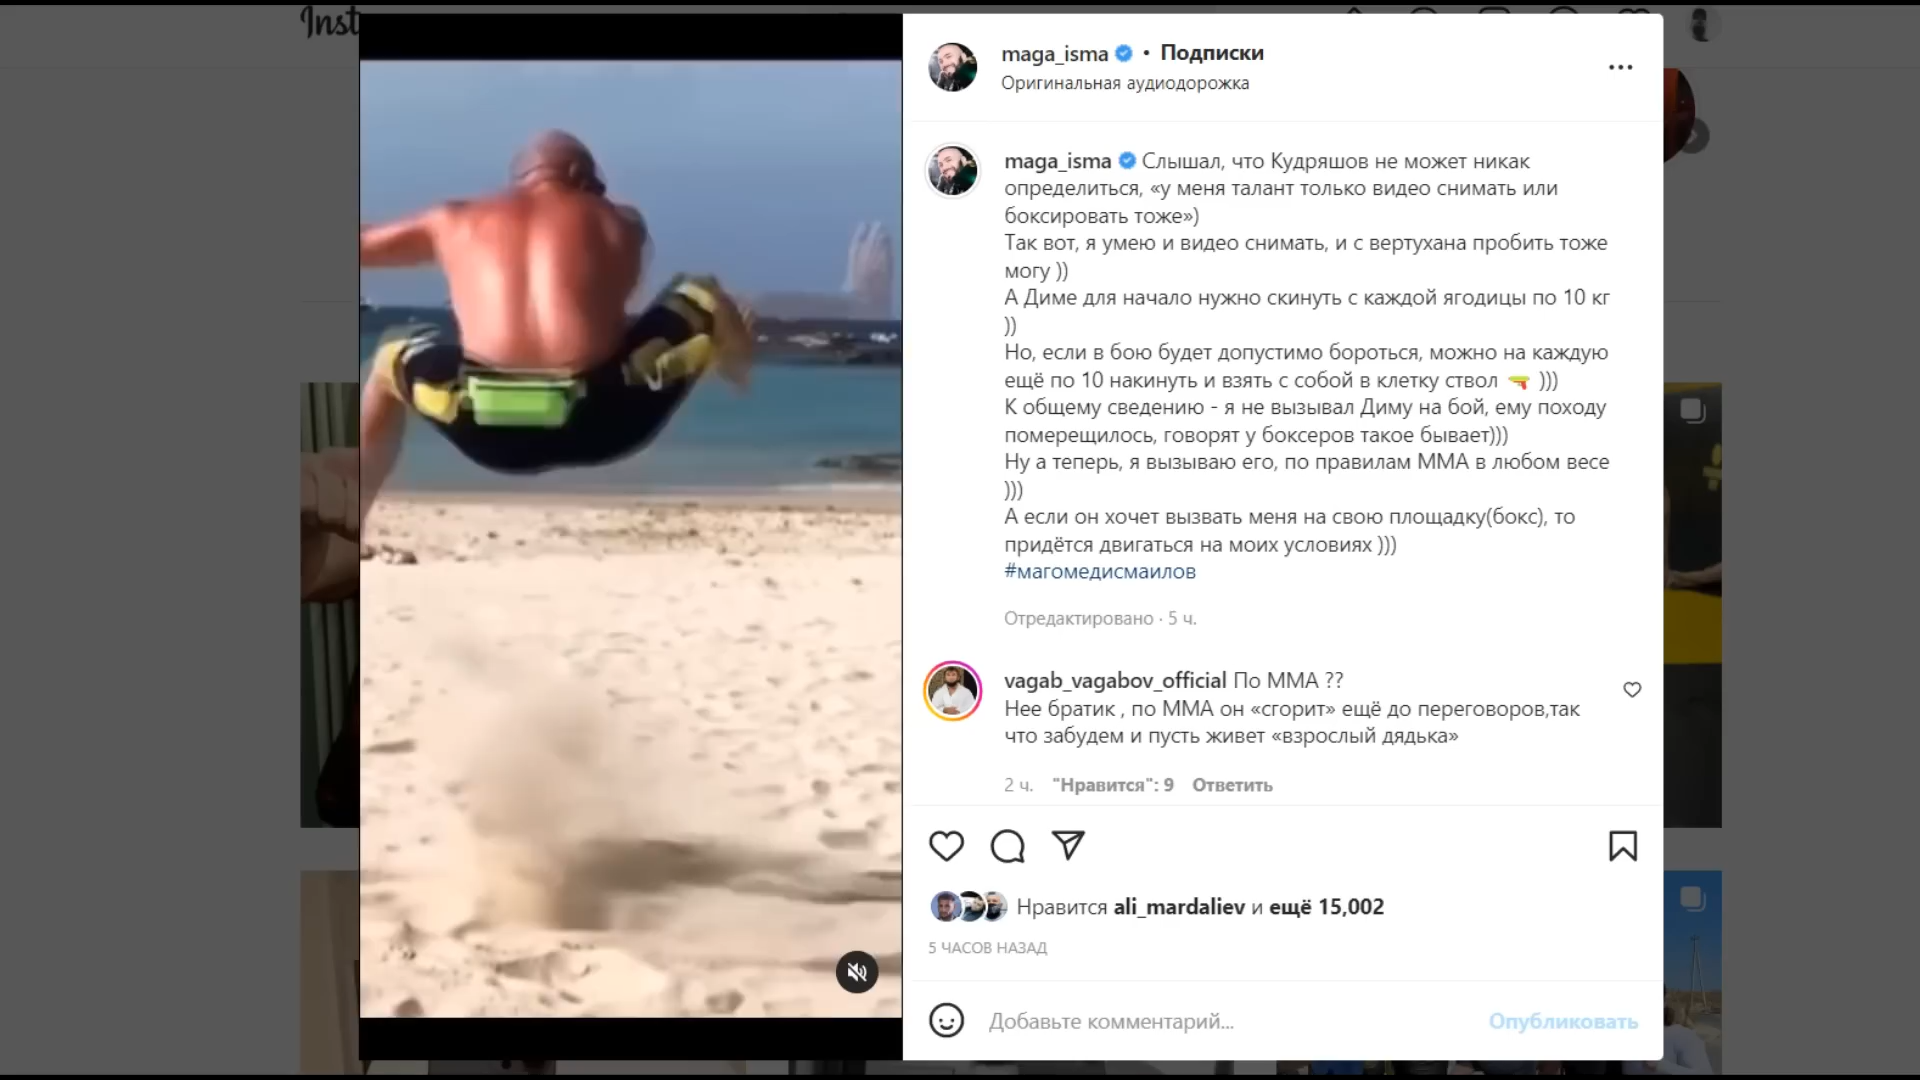 Inst
maga_isma • Подписки
Оригинальная аудиодорожка
maga_isma Слышал, что Кудряшов не может никак
определиться, «у меня талант только видео снимать или
боксировать тоже»)
Так вот, я умею и видео снимать, и с вертухана пробить тоже
могу ))
А Диме для начало нужно скинуть с каждой ягодицы по 10 кг
))
Но, если в бою будет допустимо бороться, можно на каждую
ещё по 10 накинуть и взять с собой в клетку ствол 🔫 )))
К общему сведению - я не вызывал Диму на бой, ему походу
померещилось, говорят у боксеров такое бывает)))
Ну а теперь, я вызываю его, по правилам ММА в любом весе
)))
А если он хочет вызвать меня на свою площадку(бокс), то
придётся двигаться на моих условиях )))
#магомедисмаилов
Отредактировано · 5 ч.
vagab_vagabov_official По ММА ??
Нее братик , по ММА он «сгорит» ещё до переговоров,так
что забудем и пусть живет «взрослый дядька»
2 ч. "Нравится": 9 Ответить
Нравится ali_mardaliev и ещё 15,002
5 ЧАСОВ НАЗАД
Добавьте комментарий... Опубликовать